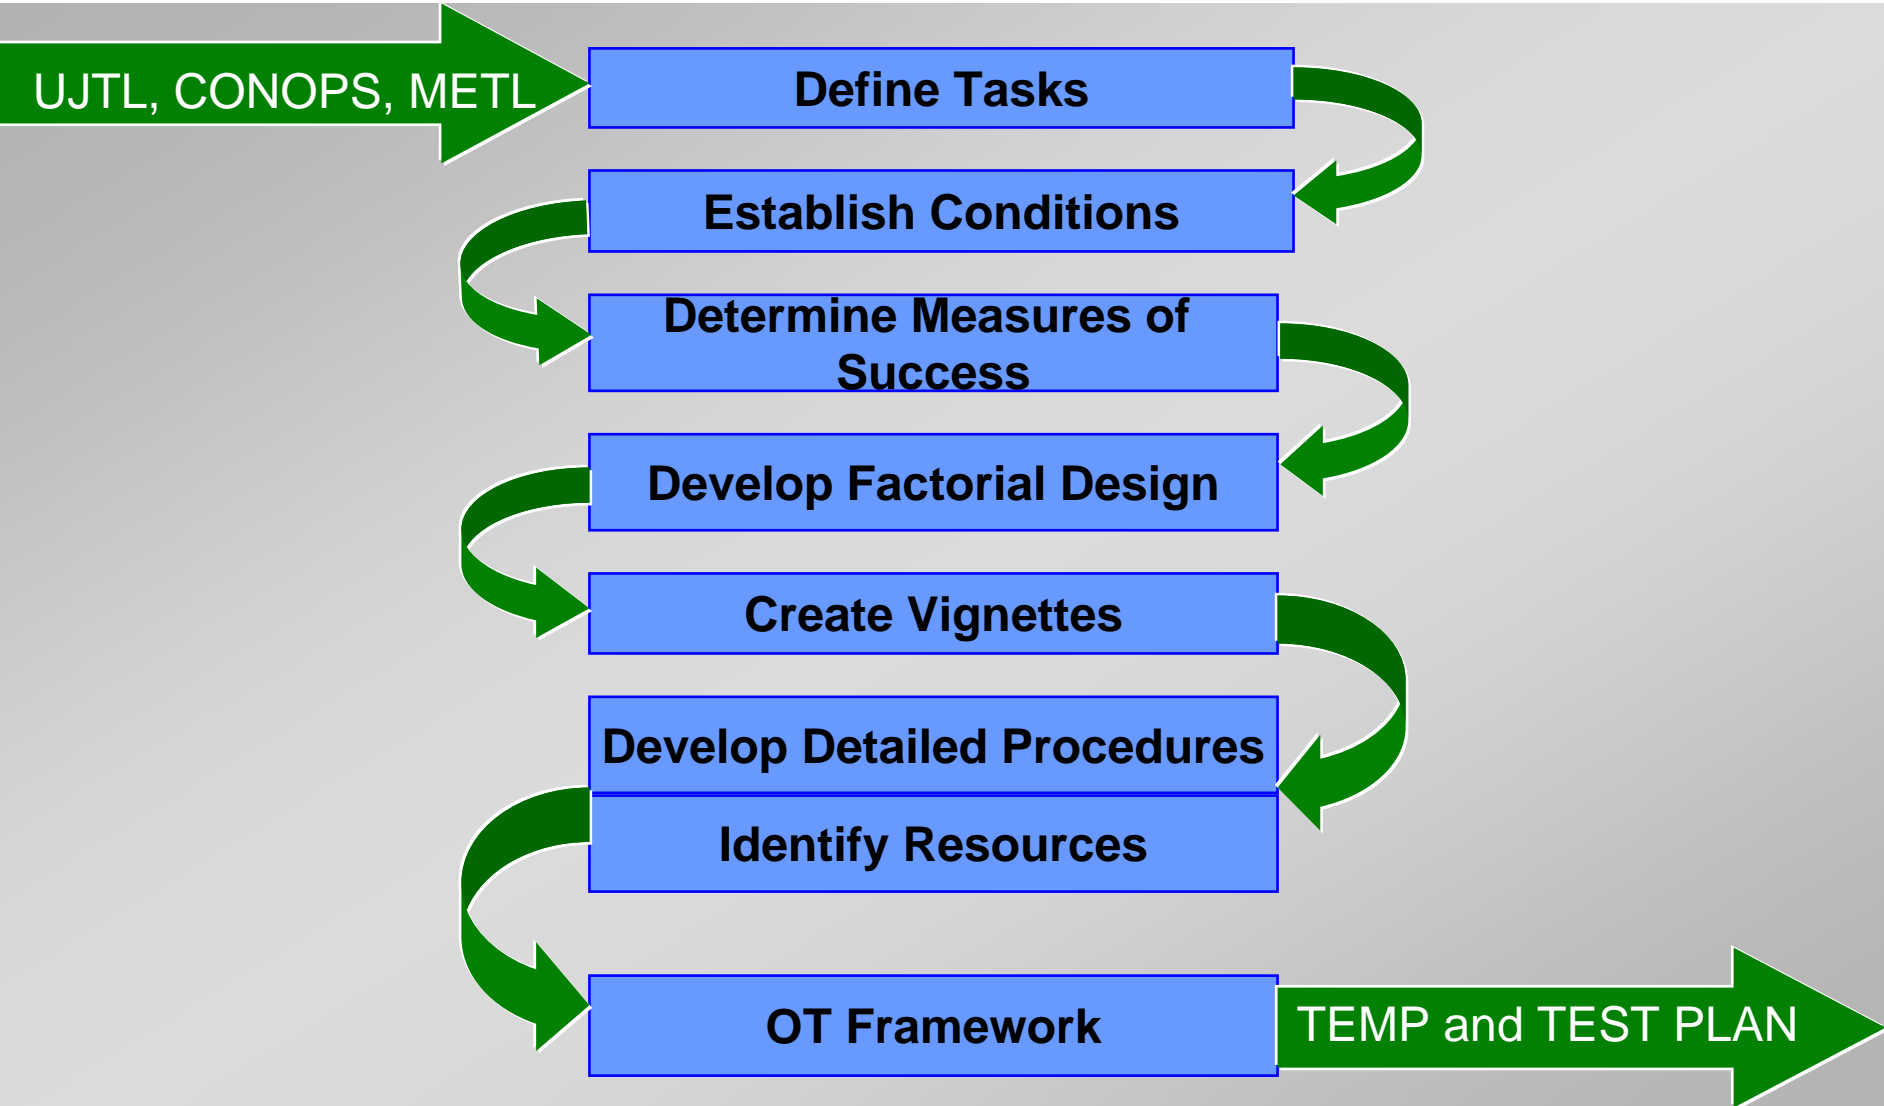 UJTL, CONOPS, METL
Define Tasks
Establish Conditions
Determine Measures of
Success
Develop Factorial Design
Create Vignettes
Develop Detailed Procedures
Identify Resources
OT Framework
TEMP and TEST PLAN